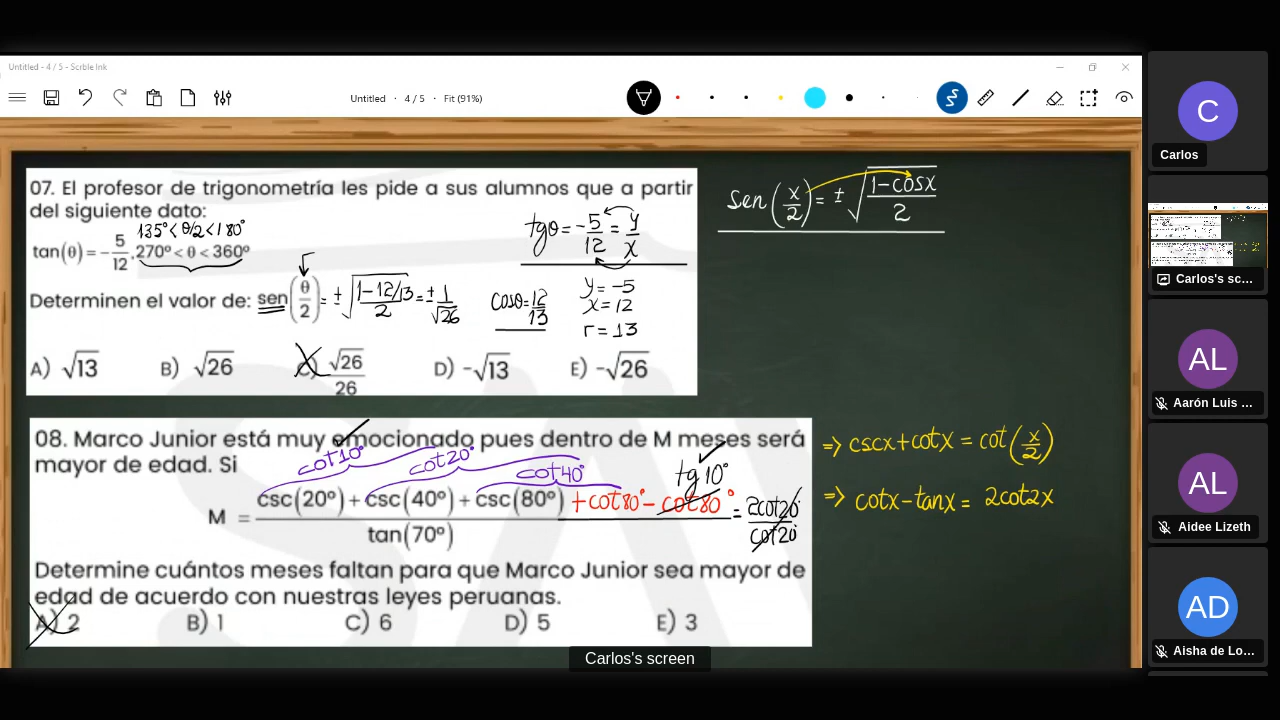 Untitled - 4 / 5 - Scrble Ink
Untitled · 4 / 5 · Fit (91%)
07. El profesor de trigonometría les pide a sus alumnos que a partir
del siguiente dato:
135° < θ/2 < 180°
tan(θ) = -5/12, 270° < θ < 360°
tgθ = -5/12 = y/x
Determinen el valor de: sen(θ/2) = ±√((1-12/13)/2) = ±1/√26
cosθ = 12/13
y = -5
x = 12
r = 13
A) √13 B) √26 C) √26/26 D) -√13 E) -√26
sen(x/2) = ±√((1-cosx)/2)
08. Marco Junior está muy emocionado pues dentro de M meses será
mayor de edad. Si
cot10° cot20° cot40° tg10°
M = (csc(20°) + csc(40°) + csc(80°) + cot80° - cot80°) / tan(70°) = 2cot20°/cot20°
Determine cuántos meses faltan para que Marco Junior sea mayor de
edad de acuerdo con nuestras leyes peruanas.
A) 2 B) 1 C) 6 D) 5 E) 3
⇒ cscx + cotx = cot(x/2)
⇒ cotx - tanx = 2cot2x
Carlos's screen
C
Carlos
Carlos's sc...
AL
Aarón Luis ...
AL
Aidee Lizeth
AD
Aisha de Lo...